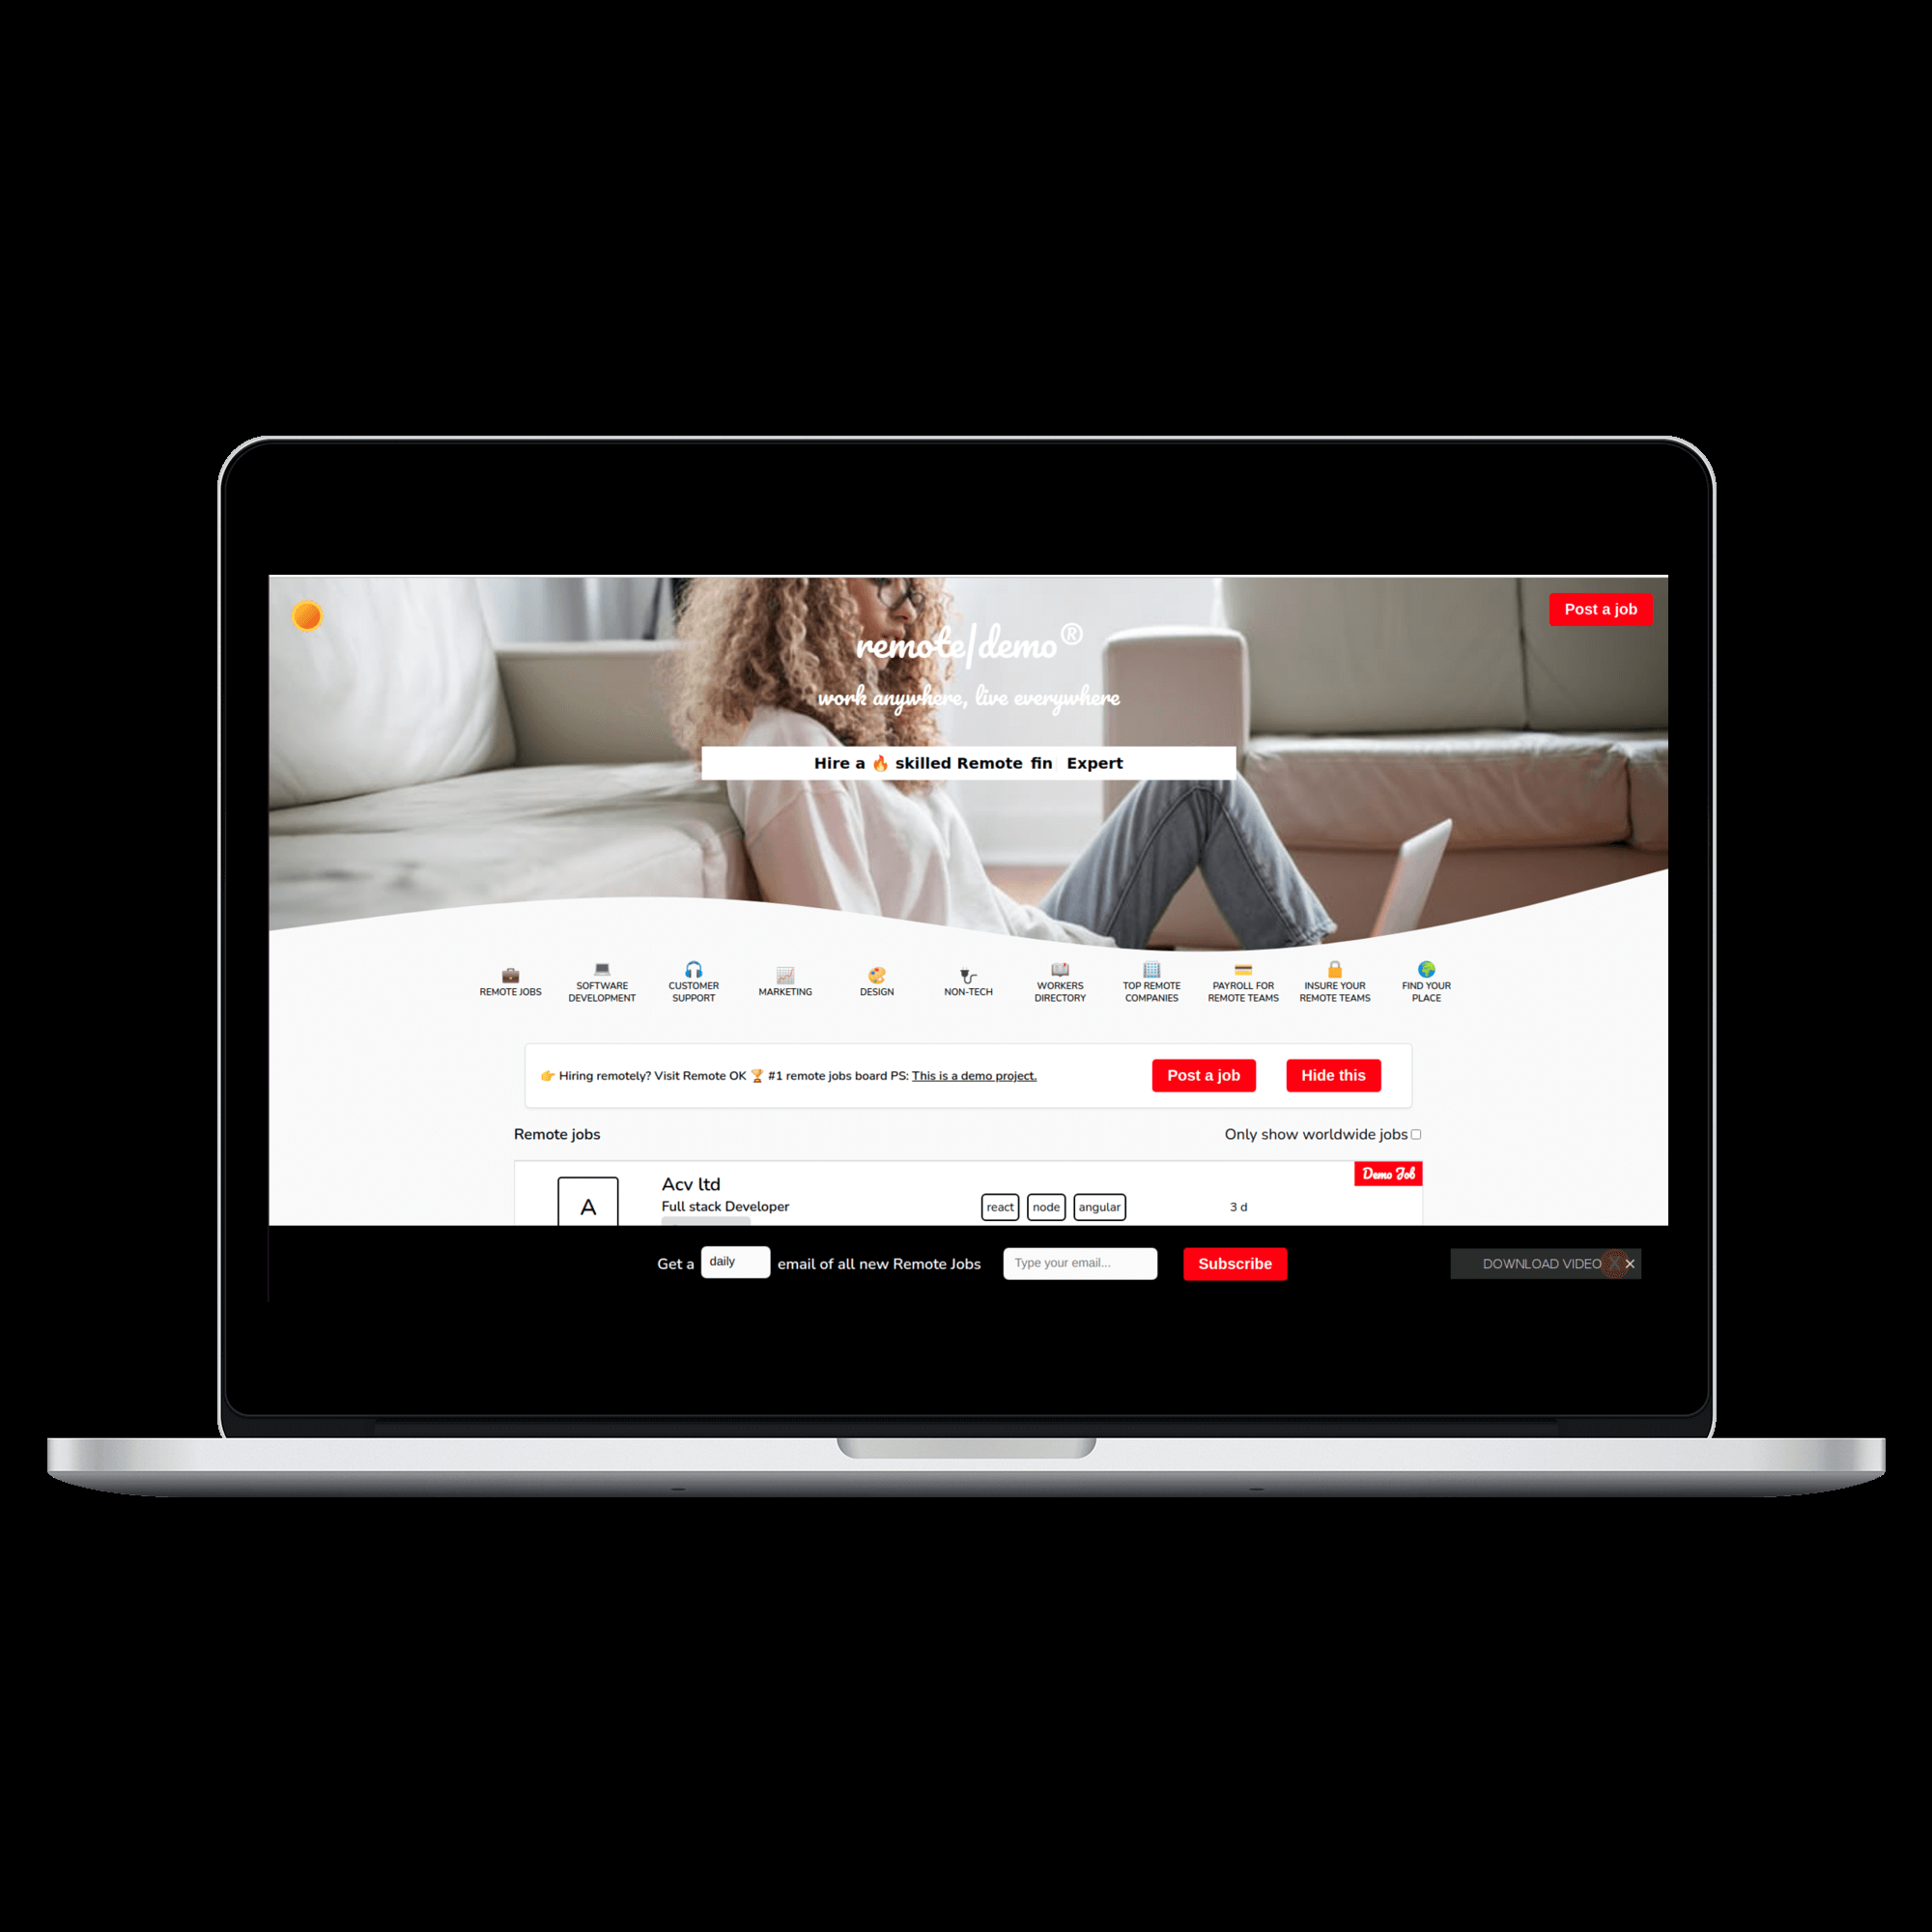 Post a job
remote/demo®
work anywhere, live everywhere
Hire a 🔥 skilled Remote fin Expert
REMOTE JOBS
SOFTWARE
DEVELOPMENT
CUSTOMER
SUPPORT
MARKETING
DESIGN
NON-TECH
WORKERS
DIRECTORY
TOP REMOTE
COMPANIES
PAYROLL FOR
REMOTE TEAMS
INSURE YOUR
REMOTE TEAMS
FIND YOUR
PLACE
👉 Hiring remotely? Visit Remote OK 🏆 #1 remote jobs board PS: This is a demo project.
Post a job
Hide this
Remote jobs
Only show worldwide jobs
Demo Job
A
Acv ltd
Full stack Developer
react node angular
3 d
Get a daily email of all new Remote Jobs
Type your email...
Subscribe
DOWNLOAD VIDEO X ×